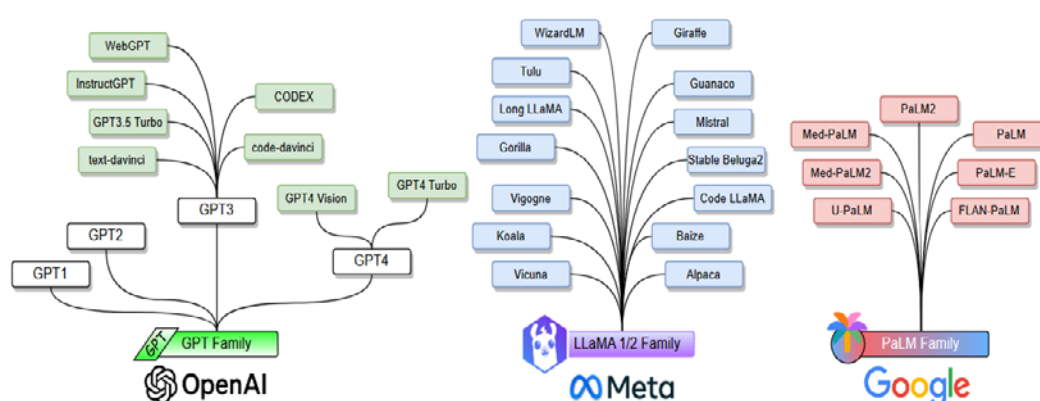 WebGPT
InstructGPT
CODEX
GPT3.5 Turbo
code-davinci
text-davinci
GPT3
GPT4 Vision
GPT4 Turbo
GPT2
GPT1
GPT4
GPT
GPT Family
OpenAI
WizardLM
Giraffe
Tulu
Guanaco
Long LLaMA
Mistral
Gorilla
Stable Beluga2
Vigogne
Code LLaMA
Koala
Baize
Vicuna
Alpaca
LLaMA 1/2 Family
Meta
PaLM2
Med-PaLM
PaLM
Med-PaLM2
PaLM-E
U-PaLM
FLAN-PaLM
PaLM Family
Google